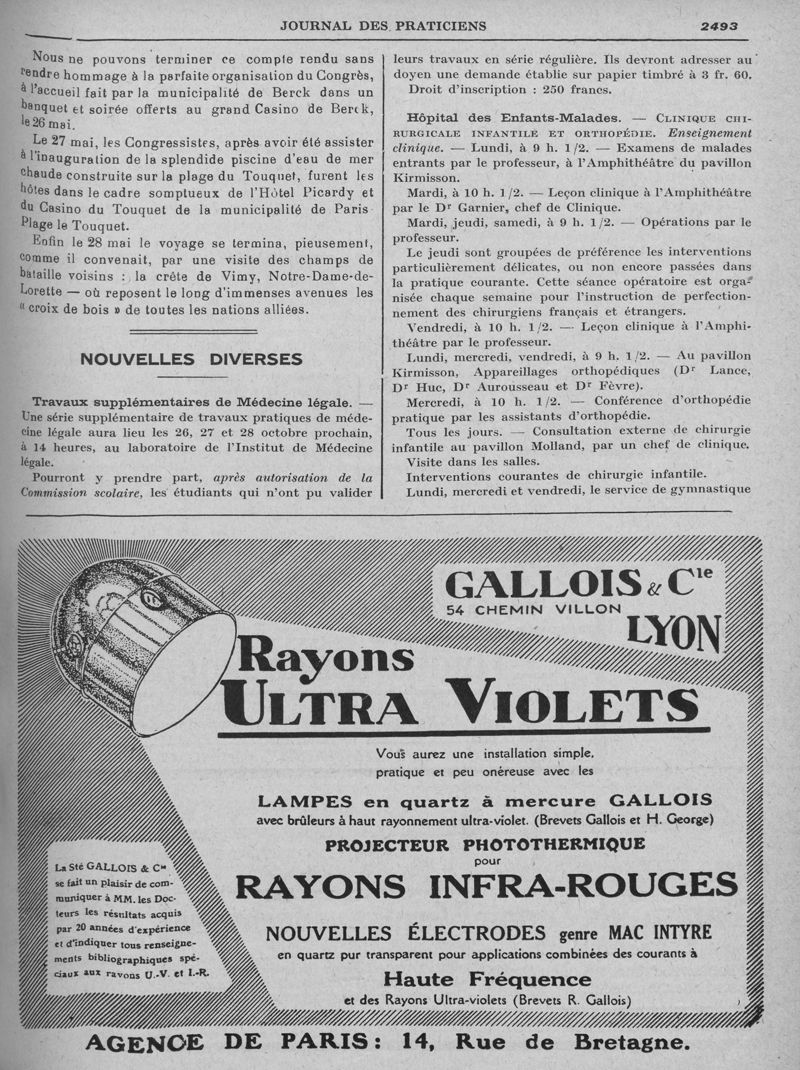 JOURNAL DES PRATICIENS 2493
Nous ne pouvons terminer ce compte rendu sans
rendre hommage à la parfaite organisation du Congrès,
à l'accueil fait par la municipalité de Berck dans un
banquet et soirée offerts au grand Casino de Berck,
le 26 mai.
Le 27 mai, les Congressistes, après avoir été assister
à l'inauguration de la splendide piscine d'eau de mer
chaude construite sur la plage du Touquet, furent les
hôtes dans le cadre somptueux de l'Hôtel Picardy et
du Casino du Touquet de la municipalité de Paris
Plage le Touquet.
Enfin le 28 mai le voyage se termina, pieusement,
comme il convenait, par une visite des champs de
bataille voisins : la crête de Vimy, Notre-Dame-de-
Lorette — où reposent le long d'immenses avenues les
« croix de bois » de toutes les nations alliées.
NOUVELLES DIVERSES
Travaux supplémentaires de Médecine légale. —
Une série supplémentaire de travaux pratiques de méde-
cine légale aura lieu les 26, 27 et 28 octobre prochain,
à 14 heures, au laboratoire de l'Institut de Médecine
légale.
Pourront y prendre part, après autorisation de la
Commission scolaire, les étudiants qui n'ont pu valider
leurs travaux en série régulière. Ils devront adresser au
doyen une demande établie sur papier timbré à 3 fr. 60.
Droit d'inscription : 250 francs.
Hôpital des Enfants-Malades. — CLINIQUE CHI-
RURGICALE INFANTILE ET ORTHOPÉDIE. Enseignement
clinique. — Lundi, à 9 h. 1/2. — Examens de malades
entrants par le professeur, à l'Amphithéâtre du pavillon
Kirmisson.
Mardi, à 10 h. 1/2. — Leçon clinique à l'Amphithéâtre
par le Dr Garnier, chef de Clinique.
Mardi, jeudi, samedi, à 9 h. 1/2. — Opérations par le
professeur.
Le jeudi sont groupées de préférence les interventions
particulièrement délicates, ou non encore passées dans
la pratique courante. Cette séance opératoire est orga-
nisée chaque semaine pour l'instruction de perfection-
nement des chirurgiens français et étrangers.
Vendredi, à 10 h. 1/2. — Leçon clinique à l'Amphi-
théâtre par le professeur.
Lundi, mercredi, vendredi, à 9 h. 1/2. — Au pavillon
Kirmisson, Appareillages orthopédiques (Dr Lance,
Dr Huc, Dr Aurousseau et Dr Fèvre).
Mercredi, à 10 h. 1/2. — Conférence d'orthopédie
pratique par les assistants d'orthopédie.
Tous les jours. — Consultation externe de chirurgie
infantile au pavillon Molland, par un chef de clinique.
Visite dans les salles.
Interventions courantes de chirurgie infantile.
Lundi, mercredi et vendredi, le service de gymnastique
GALLOIS & Cie
54 CHEMIN VILLON
LYON
Rayons
ULTRA VIOLETS
Vous aurez une installation simple,
pratique et peu onéreuse avec les
LAMPES en quartz à mercure GALLOIS
avec brûleurs à haut rayonnement ultra-violet. (Brevets Gallois et H. George)
PROJECTEUR PHOTOTHERMIQUE
pour
RAYONS INFRA-ROUGES
NOUVELLES ÉLECTRODES genre MAC INTYRE
en quartz pur transparent pour applications combinées des courants à
Haute Fréquence
et des Rayons Ultra-violets (Brevets R. Gallois)
La Sté GALLOIS & Cie
se fait un plaisir de com-
muniquer à MM. les Doc-
teurs les résultats acquis
par 20 années d'expérience
et d'indiquer tous renseigne-
ments bibliographiques spé-
ciaux aux rayons U.-V. et I.-R.
AGENCE DE PARIS : 14, Rue de Bretagne.